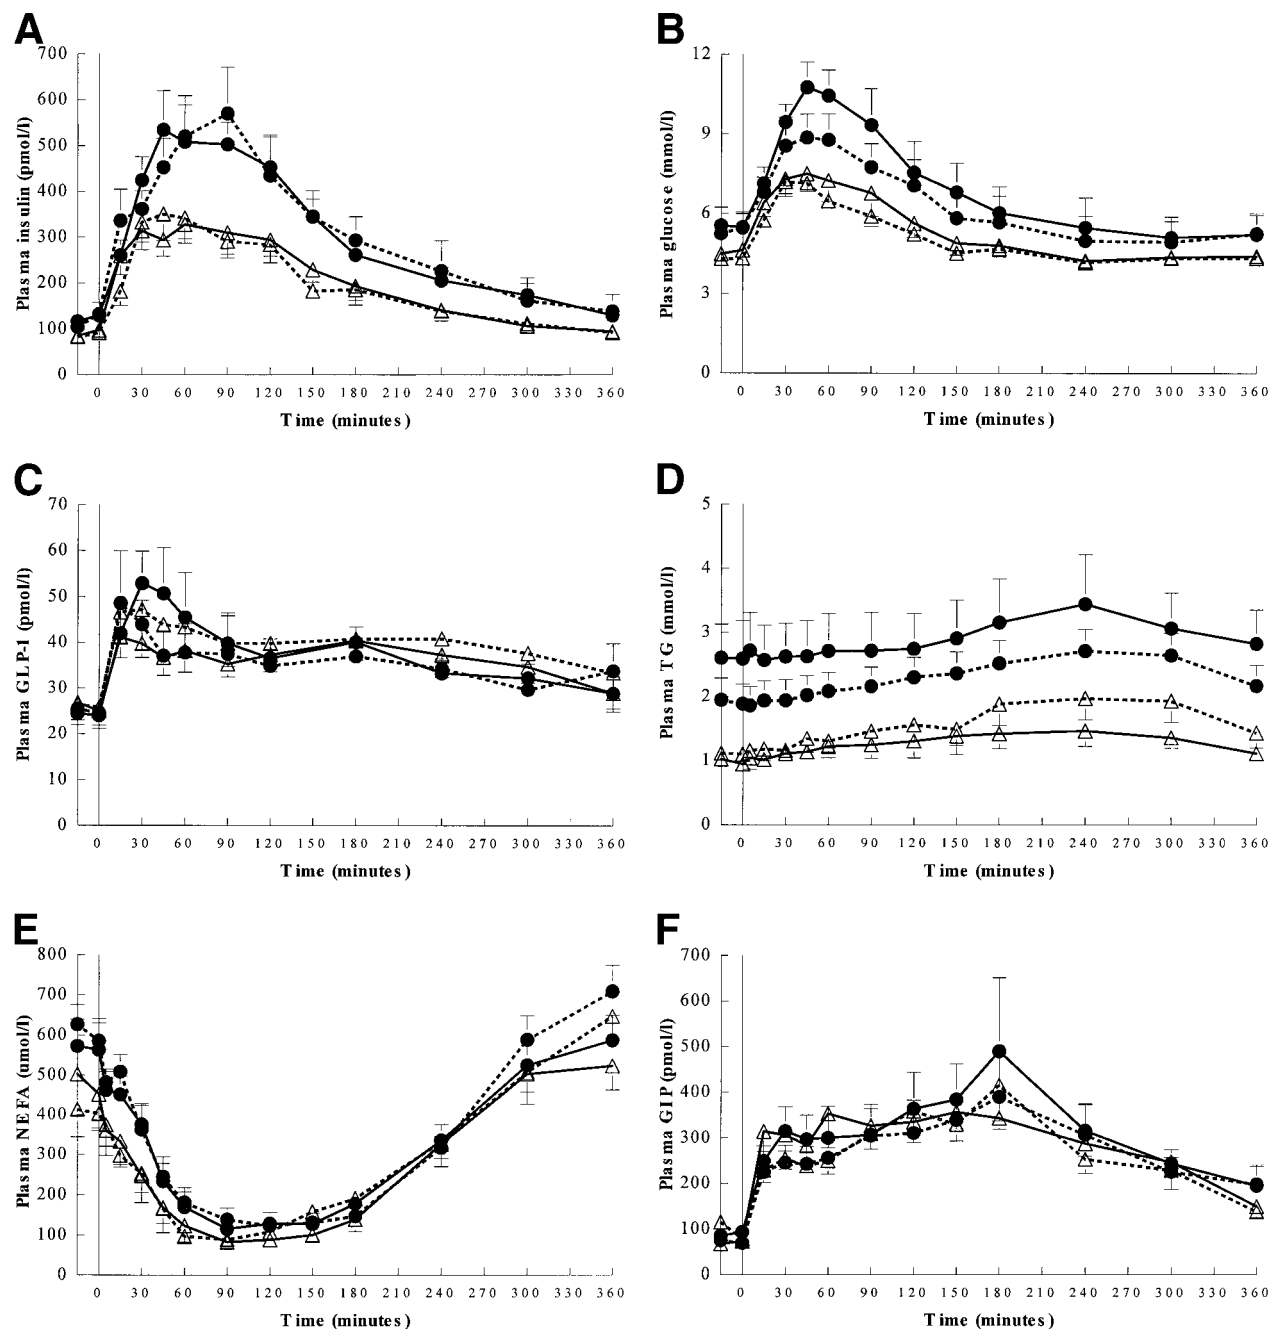 A
Plasma insulin (pmol/l)
700
600
500
400
300
200
100
0
0 30 60 90 120 150 180 210 240 270 300 330 360
Time (minutes)
B
Plasma glucose (mmol/l)
12
9
6
3
0
0 30 60 90 120 150 180 210 240 270 300 330 360
Time (minutes)
C
Plasma GLP-1 (pmol/l)
70
60
50
40
30
20
10
0
0 30 60 90 120 150 180 210 240 270 300 330 360
Time (minutes)
D
Plasma TG (mmol/l)
5
4
3
2
1
0
0 30 60 90 120 150 180 210 240 270 300 330 360
Time (minutes)
E
Plasma NEFA (umol/l)
800
700
600
500
400
300
200
100
0
0 30 60 90 120 150 180 210 240 270 300 330 360
Time (minutes)
F
Plasma GIP (pmol/l)
700
600
500
400
300
200
100
0
0 30 60 90 120 150 180 210 240 270 300 330 360
Time (minutes)